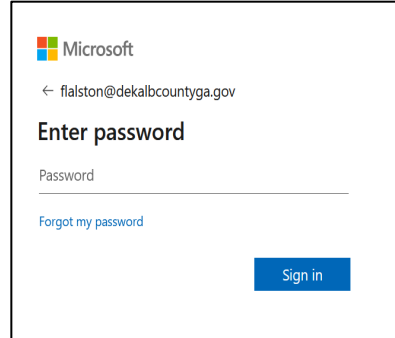 Microsoft
← flalston@dekalbcountyga.gov
Enter password
Password
Forgot my password
Sign in